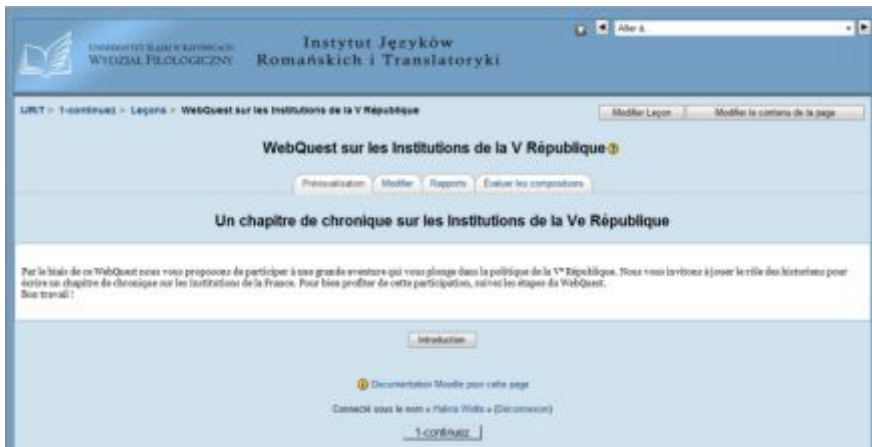 Instytut Języków
Romańskich i Translatoryki
WYDZIAŁ FILOLOGICZNY
Aller à...
IJRiT ► 1-continuez ► Leçons ► WebQuest sur les Institutions de la V République
Modifier Leçon
Modifier le contenu de la page
WebQuest sur les Institutions de la V République
Prévisualisation
Modifier
Rapports
Évaluer les compositions
Un chapitre de chronique sur les Institutions de la Ve République
Par le biais de ce WebQuest nous vous proposons de participer à une grande aventure qui vous plonge dans la politique de la Vᵉ République. Nous vous invitons à jouer le rôle des historiens pour
écrire un chapitre de chronique sur les Institutions de la France. Pour bien profiter de cette participation, suivez les étapes du WebQuest.
Bon travail !
Introduction
Documentation Moodle pour cette page
Connecté sous le nom « Halina » (Déconnexion)
1-continuez